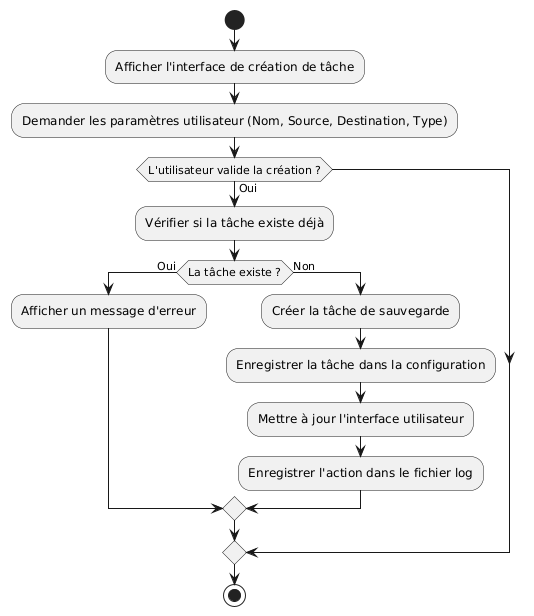 Afficher l'interface de création de tâche
Demander les paramètres utilisateur (Nom, Source, Destination, Type)
L'utilisateur valide la création ?
Oui
Vérifier si la tâche existe déjà
Oui
La tâche existe ?
Non
Afficher un message d'erreur
Créer la tâche de sauvegarde
Enregistrer la tâche dans la configuration
Mettre à jour l'interface utilisateur
Enregistrer l'action dans le fichier log